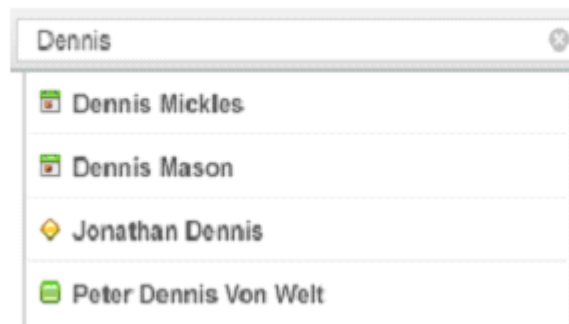 Dennis
Dennis Mickles
Dennis Mason
Jonathan Dennis
Peter Dennis Von Welt